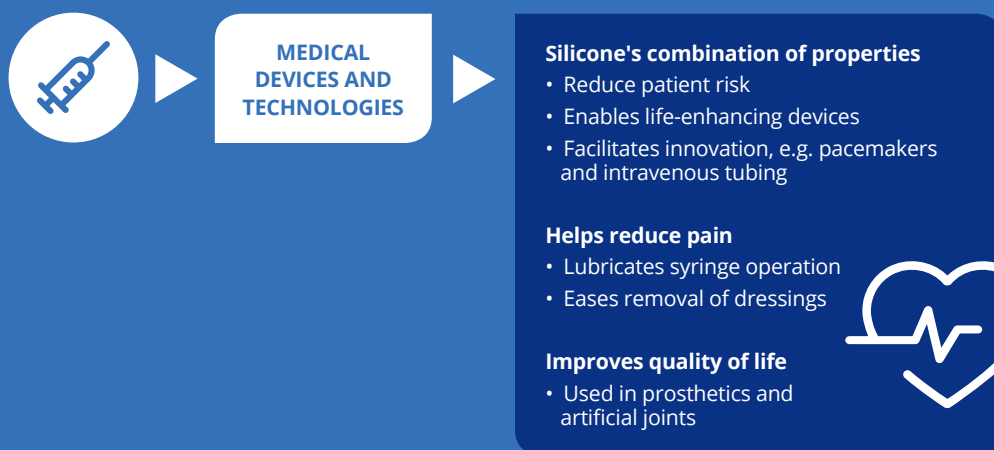 MEDICAL
DEVICES AND
TECHNOLOGIES
Silicone's combination of properties
• Reduce patient risk
• Enables life-enhancing devices
• Facilitates innovation, e.g. pacemakers
and intravenous tubing
Helps reduce pain
• Lubricates syringe operation
• Eases removal of dressings
Improves quality of life
• Used in prosthetics and
artificial joints